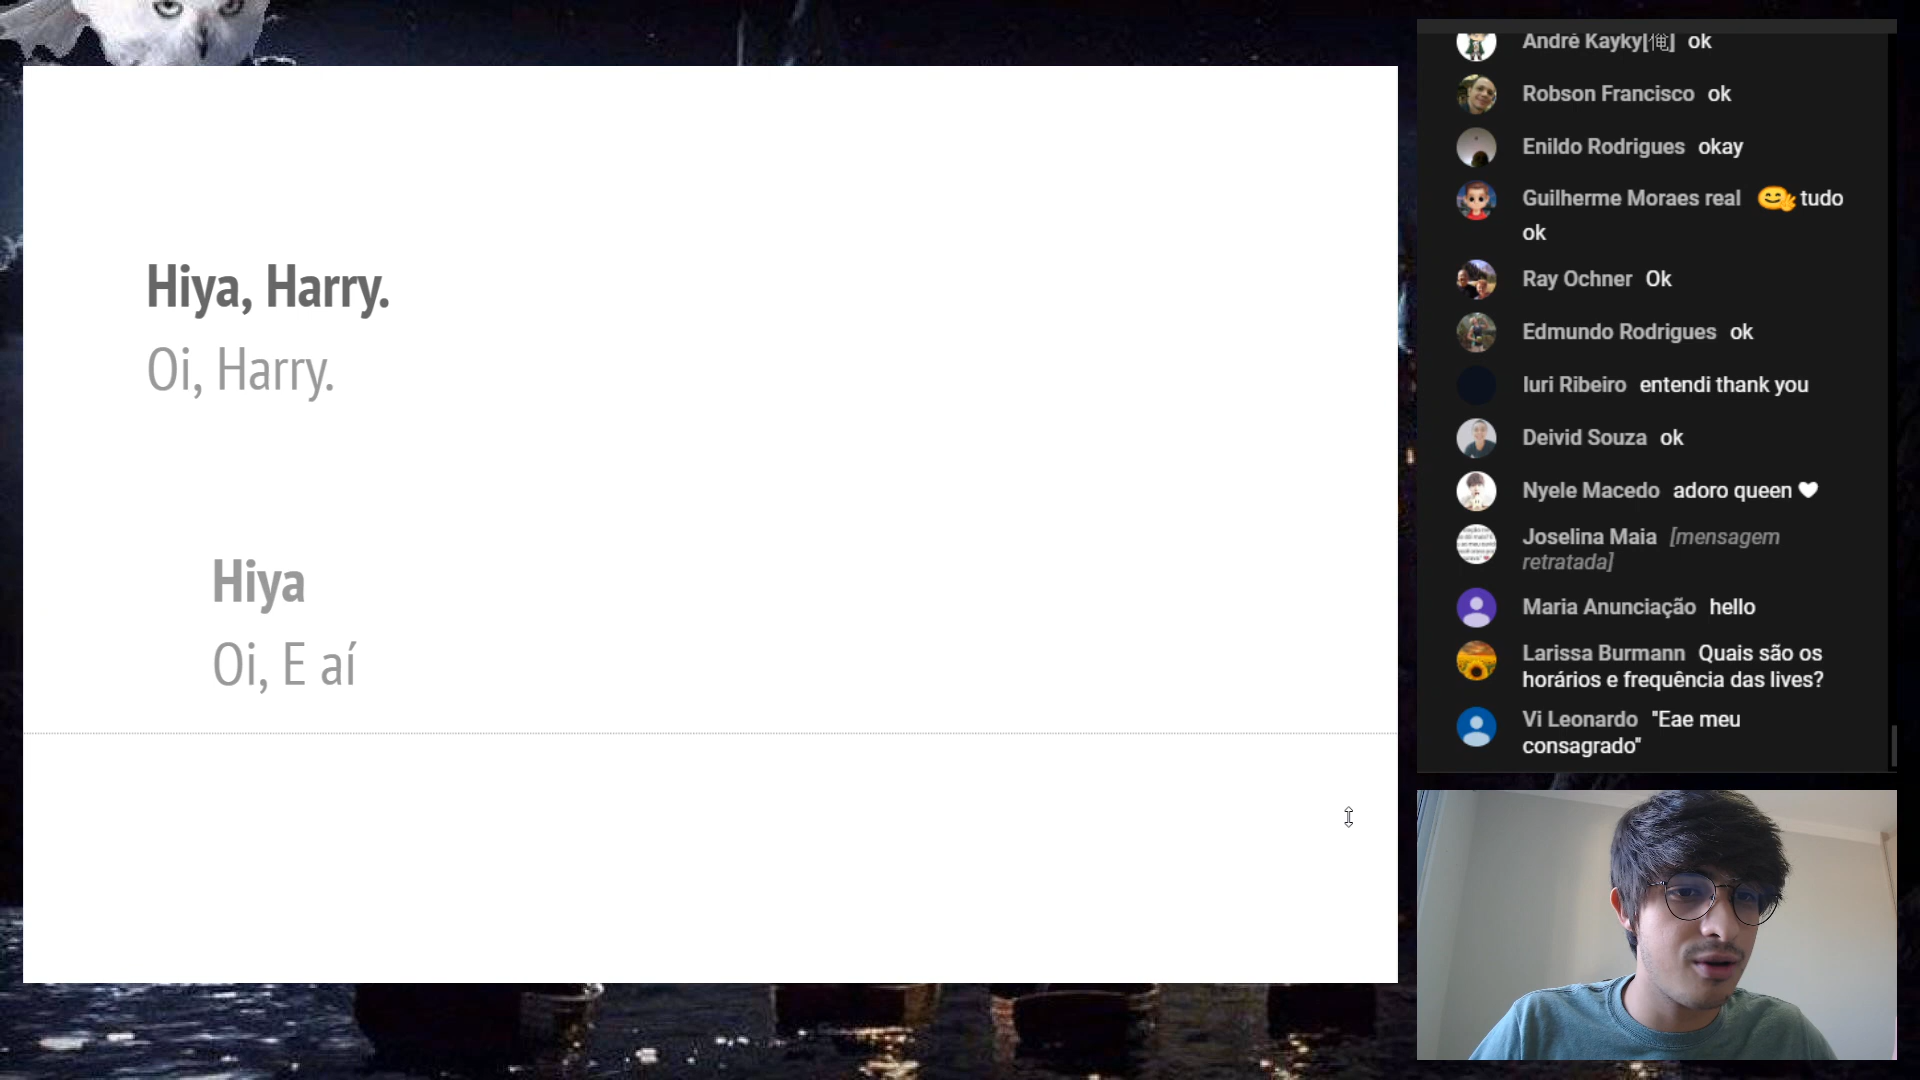 Hiya, Harry.
Oi, Harry.
Hiya
Oi, E aí
André Kayky[俺] ok
Robson Francisco ok
Enildo Rodrigues okay
Guilherme Moraes real 😊👋 tudo
ok
Ray Ochner Ok
Edmundo Rodrigues ok
Iuri Ribeiro entendi thank you
Deivid Souza ok
Nyele Macedo adoro queen 🤍
Joselina Maia [mensagem
retratada]
Maria Anunciação hello
Larissa Burmann Quais são os
horários e frequência das lives?
Vi Leonardo "Eae meu
consagrado"